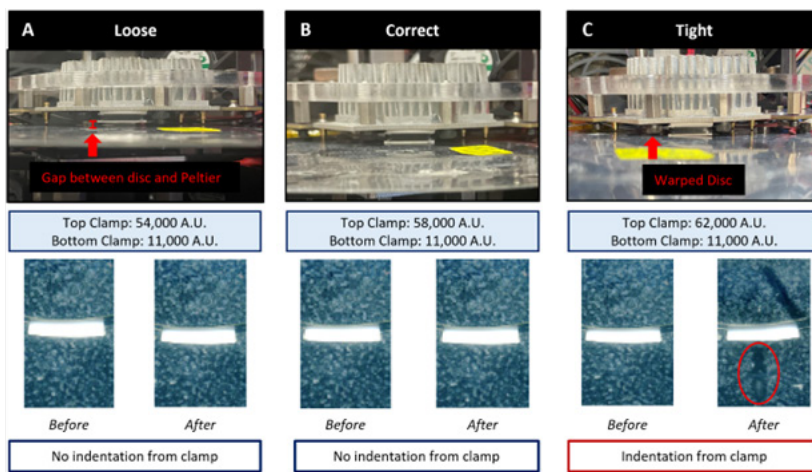 A Loose
Gap between disc and Peltier
Top Clamp: 54,000 A.U.
Bottom Clamp: 11,000 A.U.
Before After
No indentation from clamp
B Correct
Top Clamp: 58,000 A.U.
Bottom Clamp: 11,000 A.U.
Before After
No indentation from clamp
C Tight
Warped Disc
Top Clamp: 62,000 A.U.
Bottom Clamp: 11,000 A.U.
Before After
Indentation from clamp